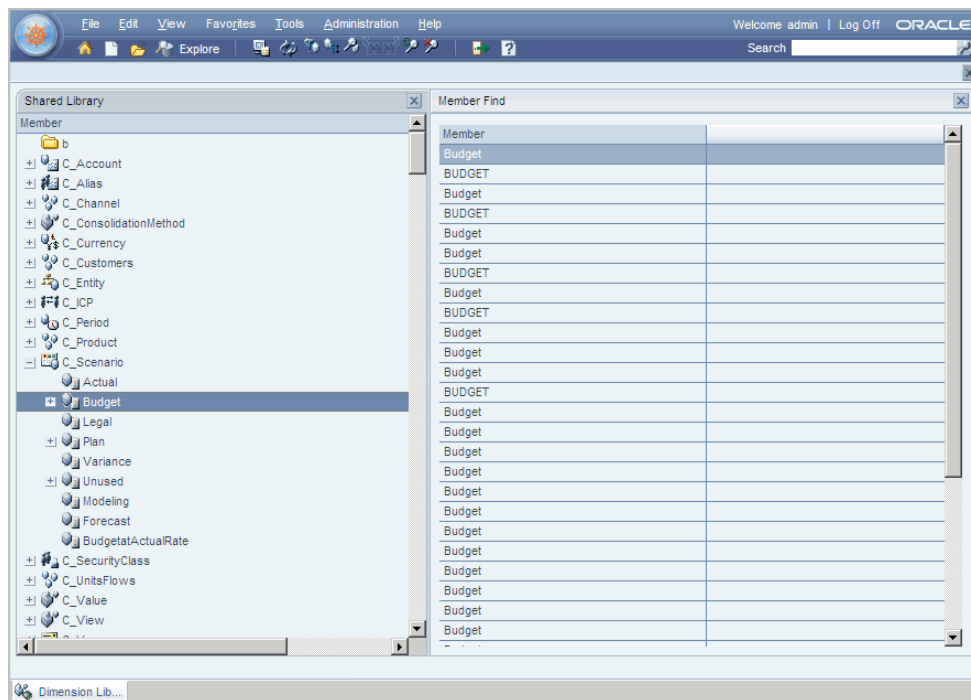 File Edit View Favorites Tools Administration Help
Welcome admin | Log Off ORACLE
Explore
Search
Shared Library
Member
b
C_Account
C_Alias
C_Channel
C_ConsolidationMethod
C_Currency
C_Customers
C_Entity
C_ICP
C_Period
C_Product
C_Scenario
Actual
Budget
Legal
Plan
Variance
Unused
Modeling
Forecast
BudgetatActualRate
C_SecurityClass
C_UnitsFlows
C_Value
C_View
Member Find
Member
Budget
BUDGET
Budget
BUDGET
Budget
Budget
BUDGET
Budget
BUDGET
Budget
Budget
Budget
BUDGET
Budget
Budget
Budget
Budget
Budget
Budget
Budget
Budget
Budget
Budget
Budget
Budget
Dimension Lib...